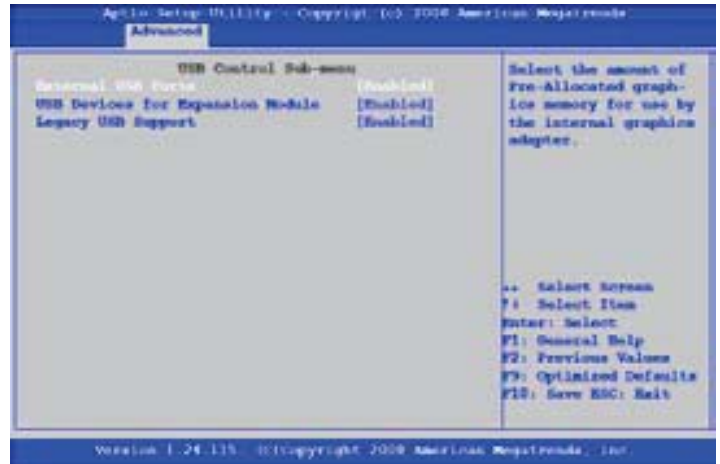 Aptio Setup Utility - Copyright (c) 2008 American Megatrends
Advanced
USB Control Sub-menu
External USB Ports [Enabled]
USB Devices for Expansion Module [Enabled]
Legacy USB Support [Enabled]
Select the amount of
Pre-Allocated graph-
ics memory for use by
the internal graphics
adapter.
Select Screen
Select Item
Enter: Select
F1: General Help
F2: Previous Values
F9: Optimized Defaults
F10: Save ESC: Exit
Version 1.24.115. (C)Copyright 2008 American Megatrends, Inc.